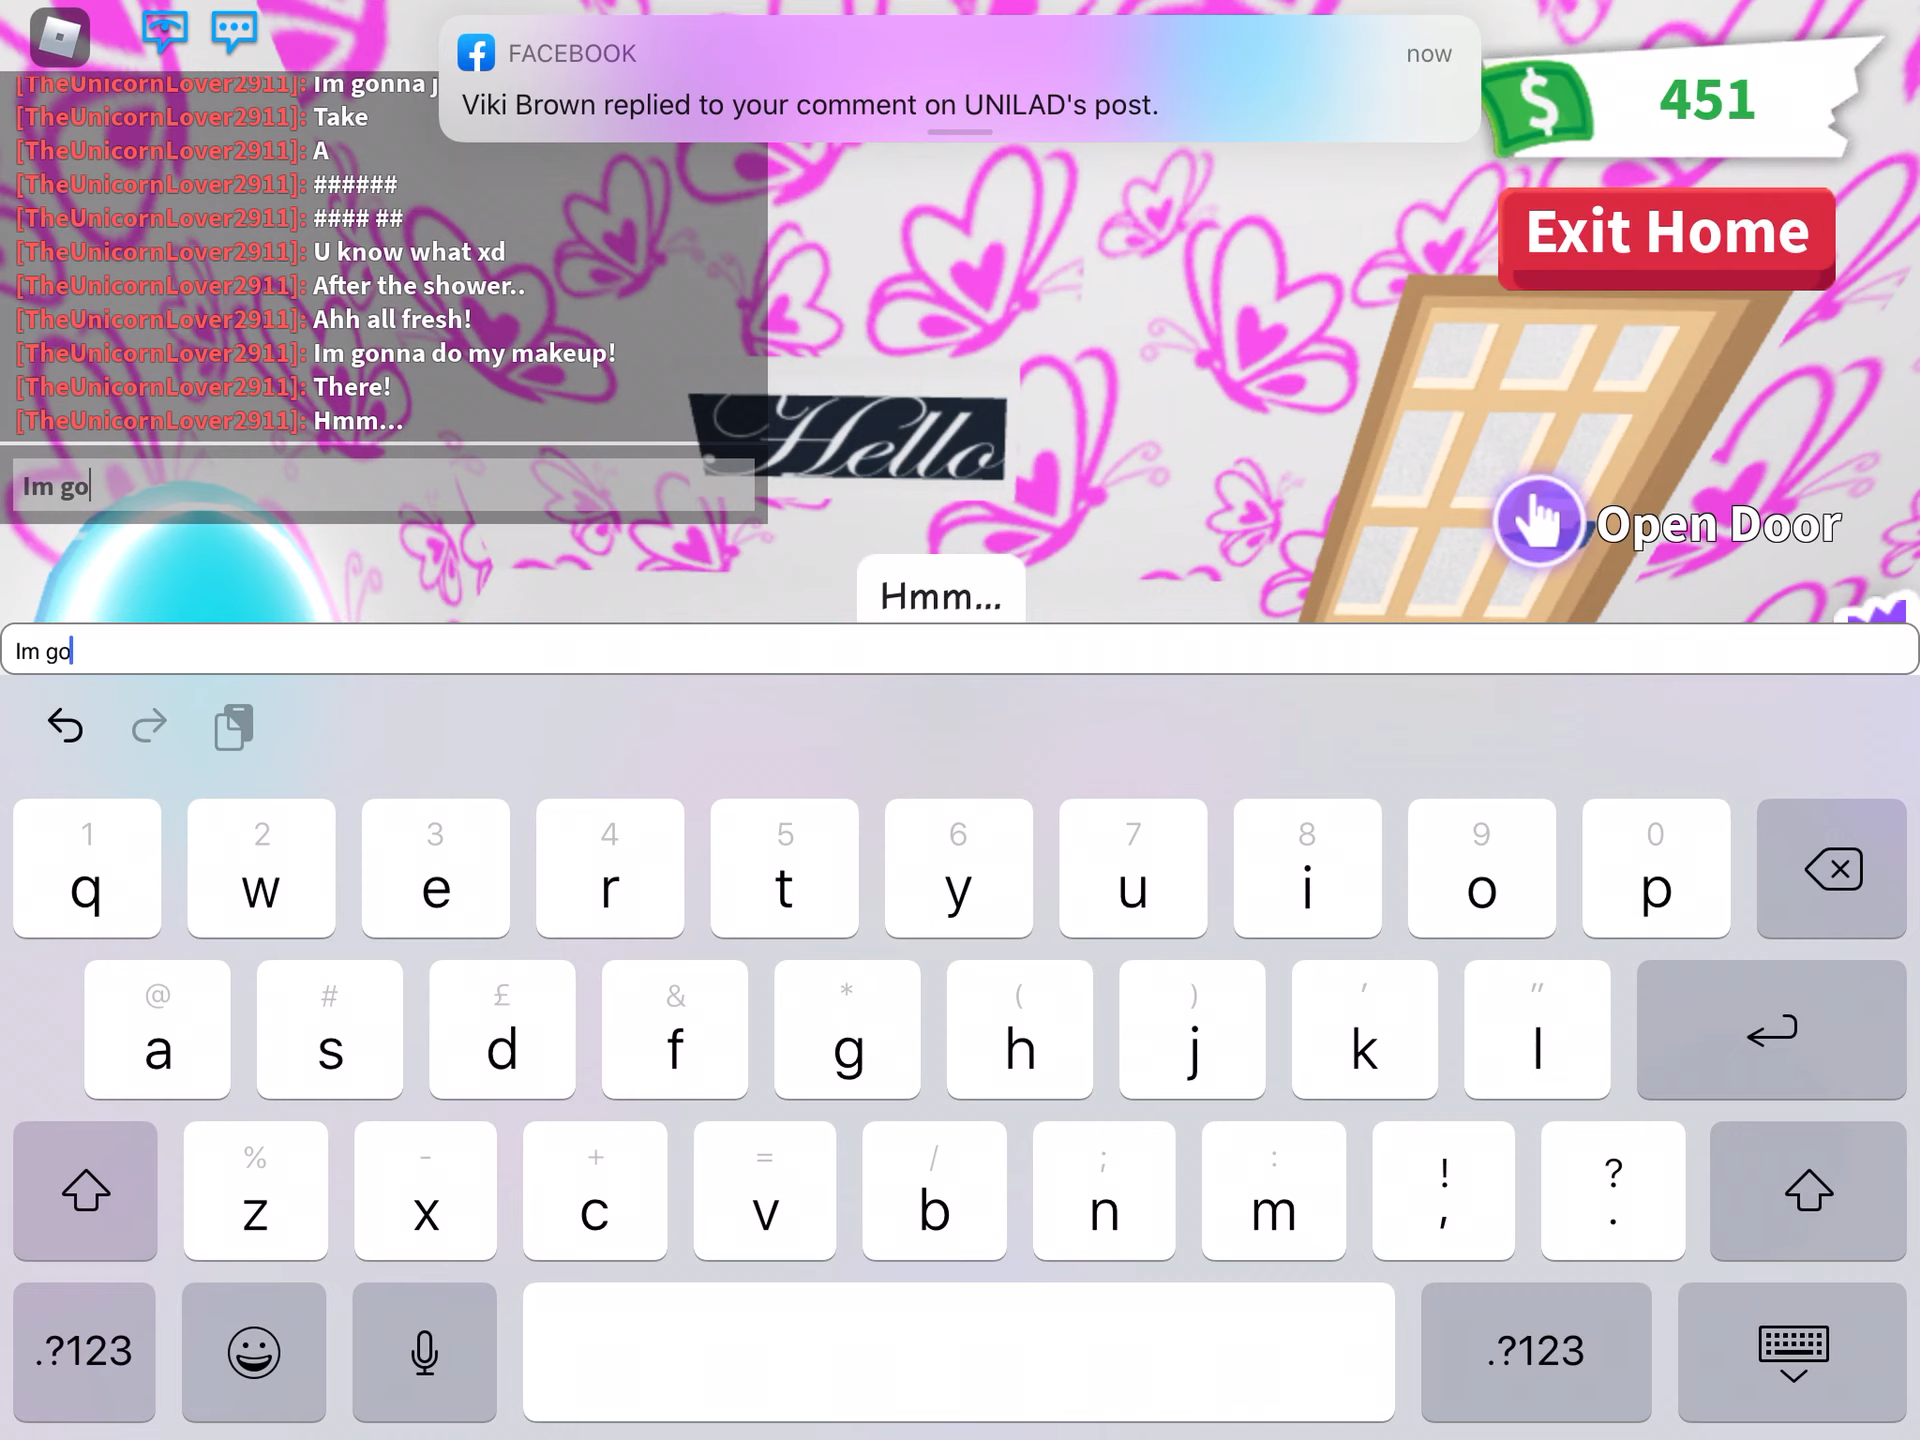 FACEBOOK
now
Viki Brown replied to your comment on UNILAD's post.
451
Exit Home
[TheUnicornLover2911]: Im gonna j
[TheUnicornLover2911]: Take
[TheUnicornLover2911]: A
[TheUnicornLover2911]: ######
[TheUnicornLover2911]: #### ##
[TheUnicornLover2911]: U know what xd
[TheUnicornLover2911]: After the shower..
[TheUnicornLover2911]: Ahh all fresh!
[TheUnicornLover2911]: Im gonna do my makeup!
[TheUnicornLover2911]: There!
[TheUnicornLover2911]: Hmm...
Im go
Hello
Open Door
Hmm...
Im go
1 2 3 4 5 6 7 8 9 0
q w e r t y u i o p
@ # £ & * ( ) ' "
a s d f g h j k l
% - + = / ; : ! ?
z x c v b n m , .
.?123 .?123